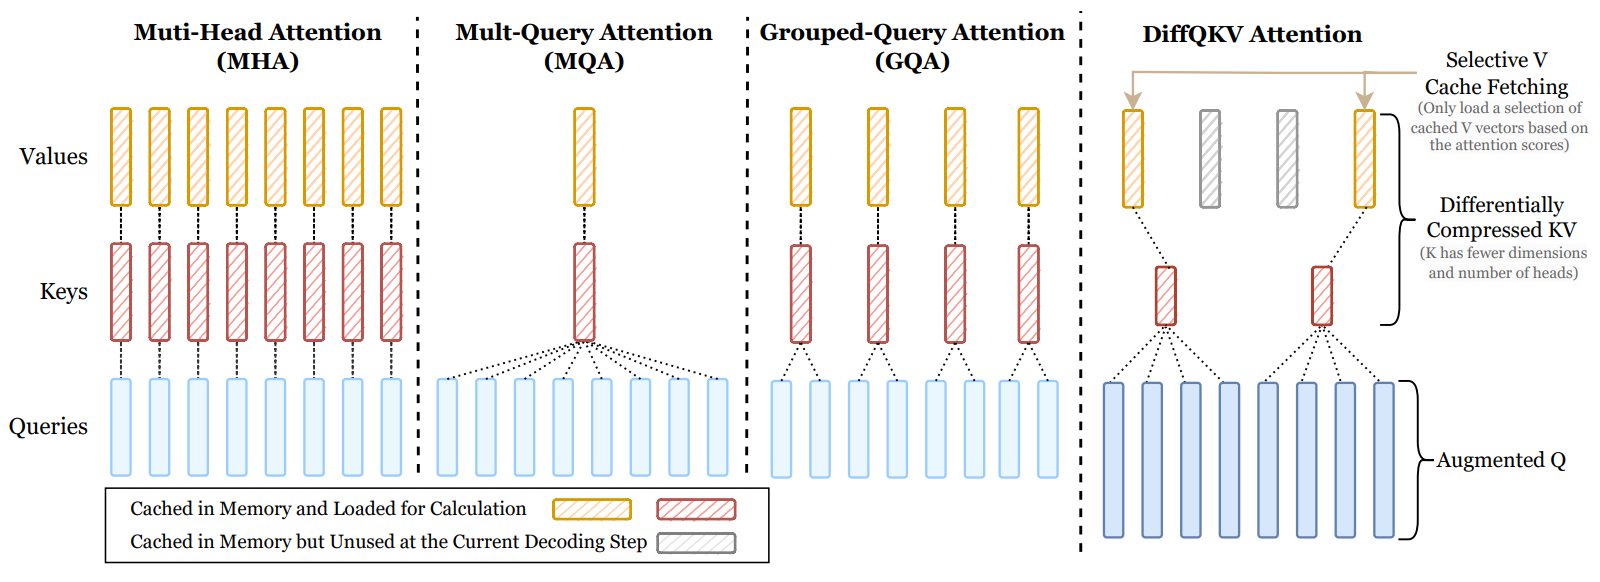 Muti-Head Attention
(MHA)
Mult-Query Attention
(MQA)
Grouped-Query Attention
(GQA)
DiffQKV Attention
Selective V
Cache Fetching
(Only load a selection of
cached V vectors based on
the attention scores)
Values
Differentially
Compressed KV
(K has fewer dimensions
and number of heads)
Keys
Queries
Augmented Q
Cached in Memory and Loaded for Calculation
Cached in Memory but Unused at the Current Decoding Step